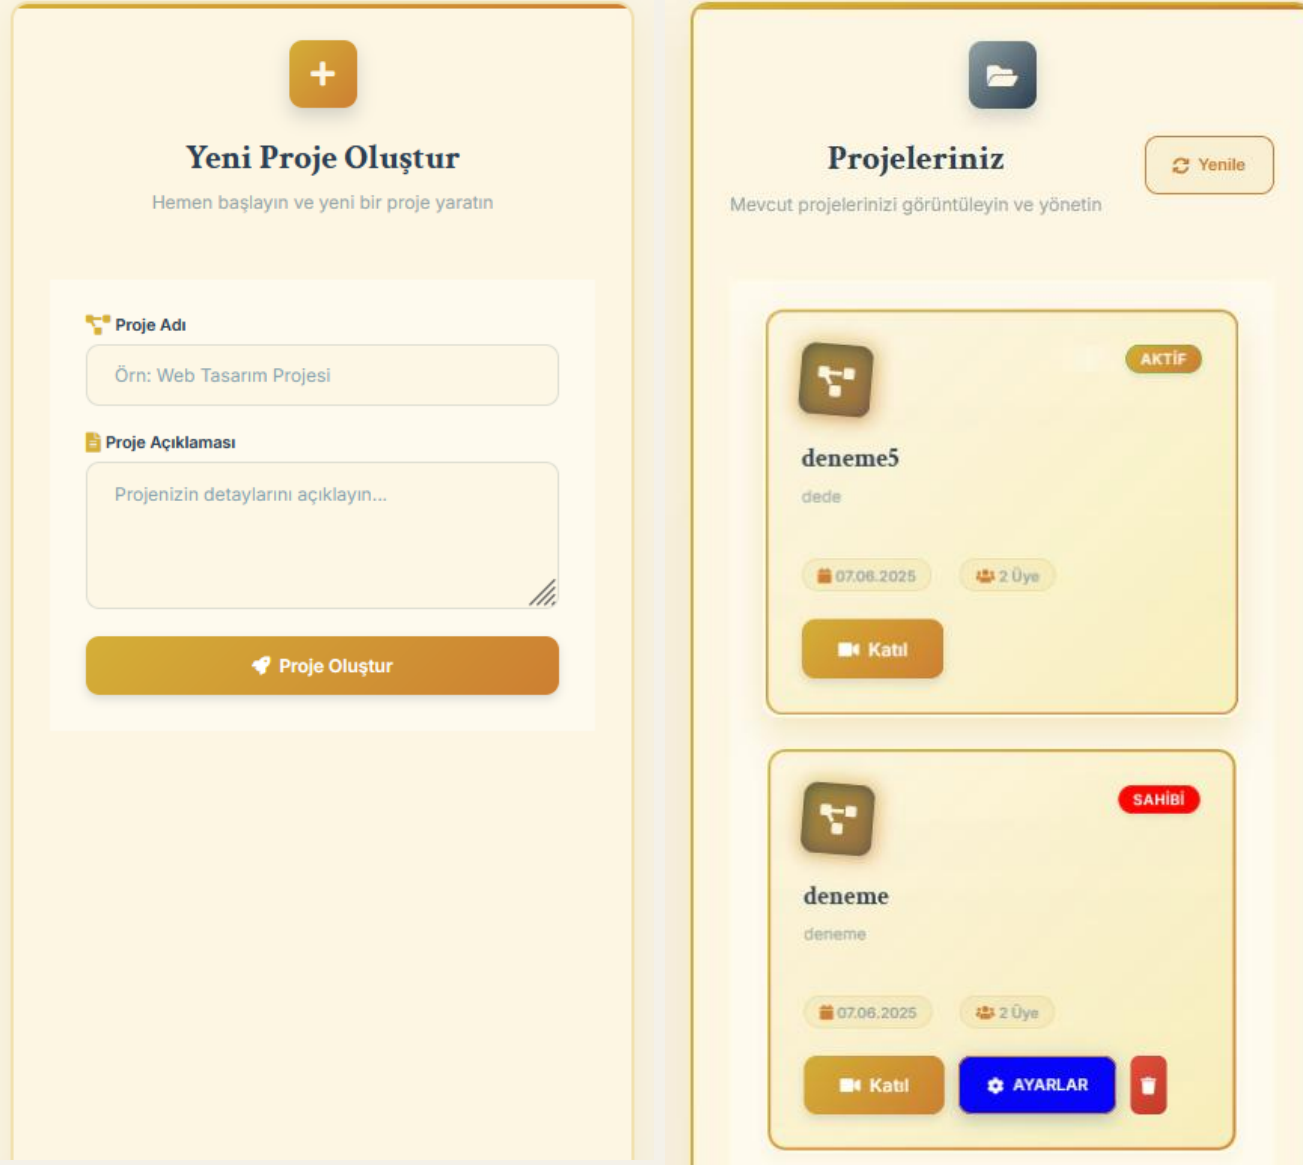 Yeni Proje Oluştur
Hemen başlayın ve yeni bir proje yaratın
Proje Adı
Örn: Web Tasarım Projesi
Proje Açıklaması
Projenizin detaylarını açıklayın...
Proje Oluştur
Projeleriniz
Yenile
Mevcut projelerinizi görüntüleyin ve yönetin
AKTİF
deneme5
dede
07.06.2025 2 Üye
Katıl
SAHİBİ
deneme
deneme
07.06.2025 2 Üye
Katıl AYARLAR